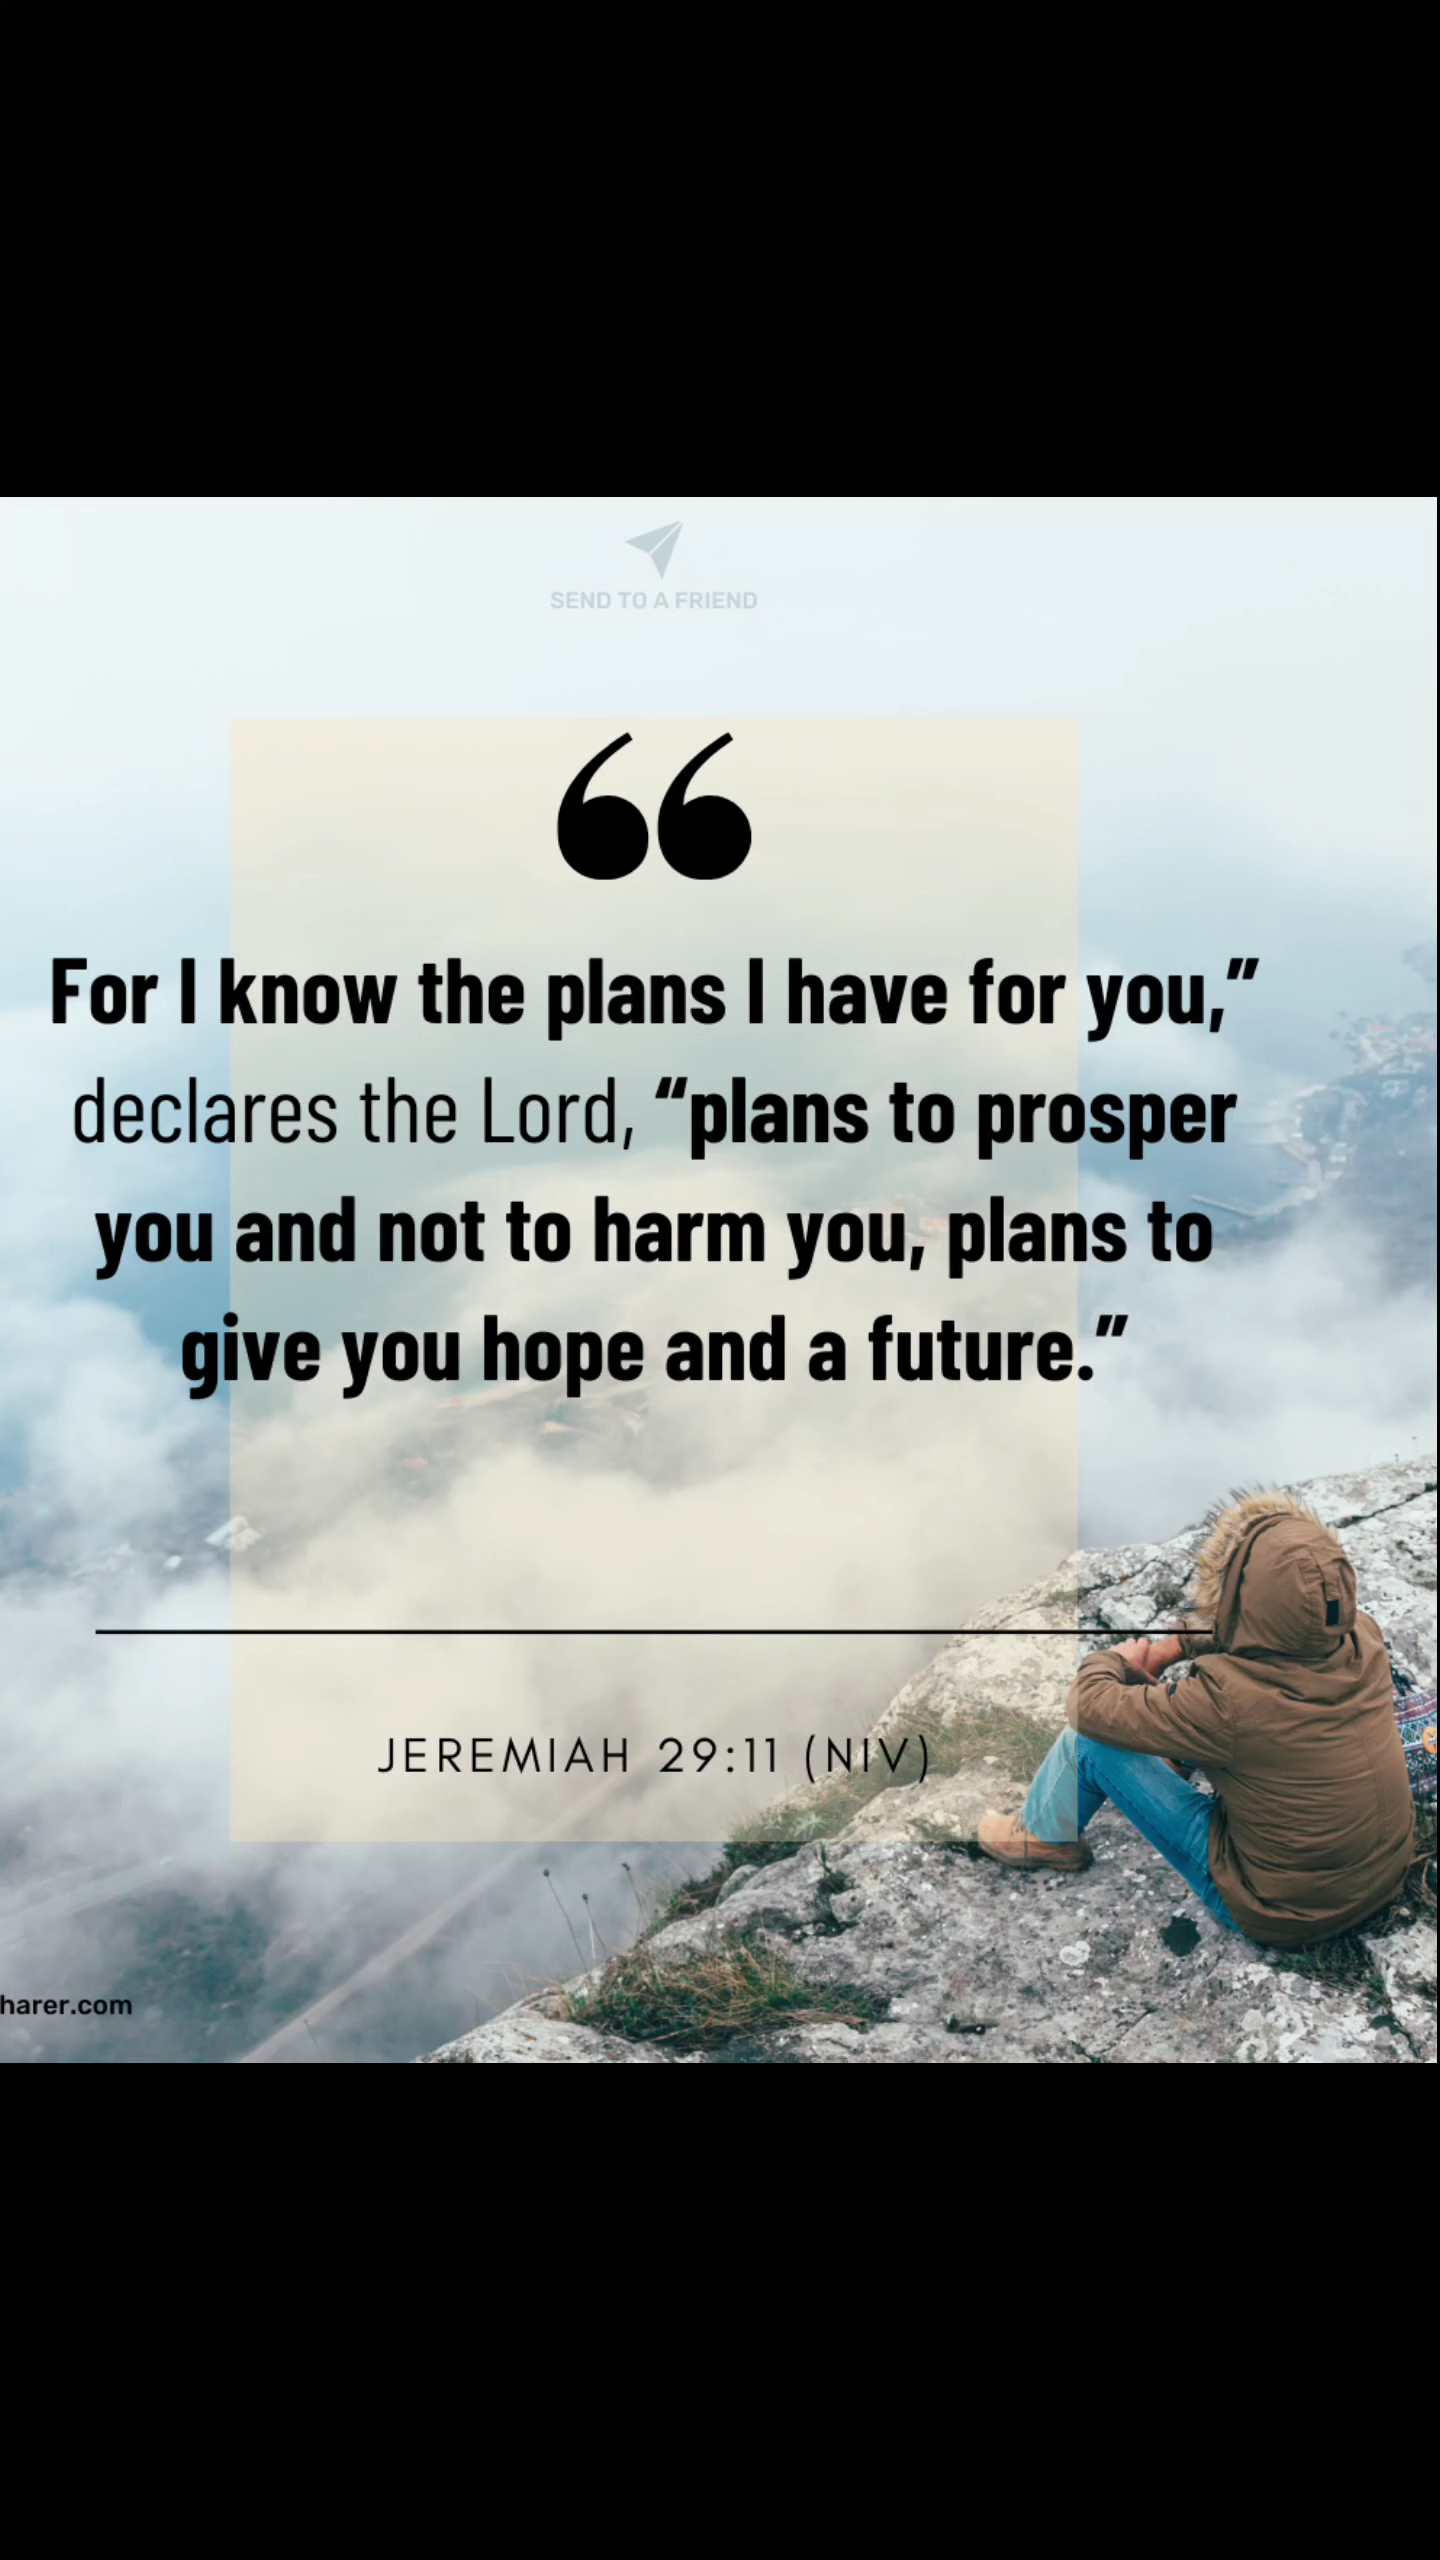 SEND TO A FRIEND
“
For I know the plans I have for you,”
declares the Lord, “plans to prosper
you and not to harm you, plans to
give you hope and a future.”
JEREMIAH 29:11 (NIV)
harer.com